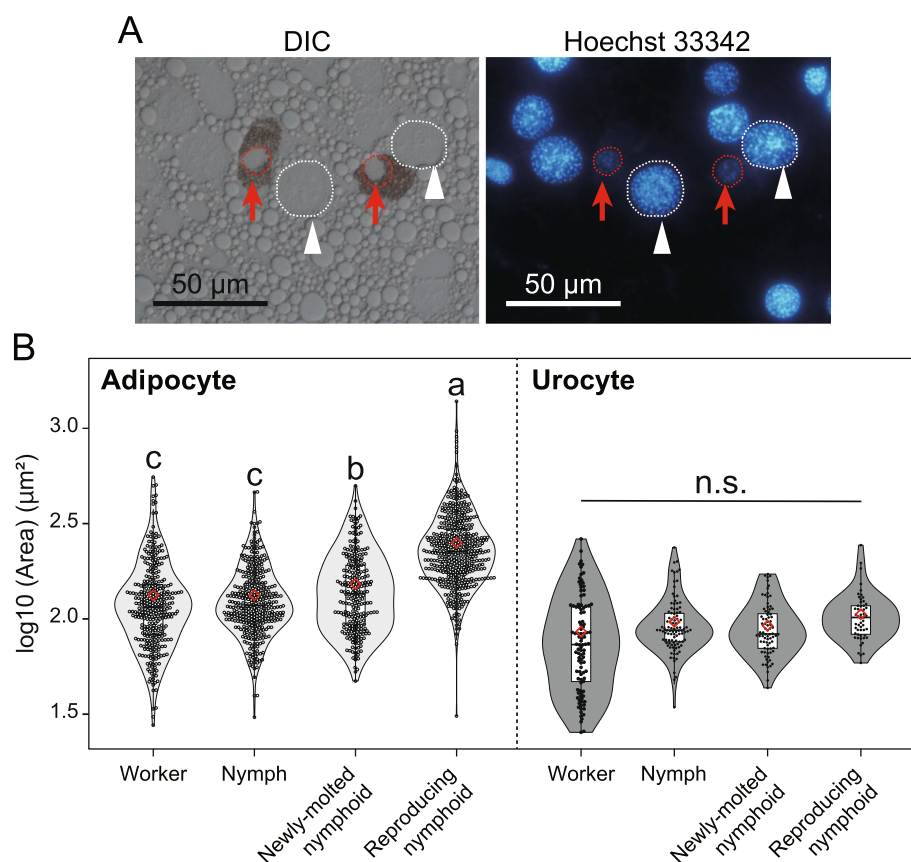 A
DIC
Hoechst 33342
50 µm
50 µm
B
Adipocyte
Urocyte
a
c
c
b
n.s.
3.0
2.5
2.0
1.5
log10 (Area) (µm²)
Worker
Nymph
Newly-molted
nymphoid
Reproducing
nymphoid
Worker
Nymph
Newly-molted
nymphoid
Reproducing
nymphoid